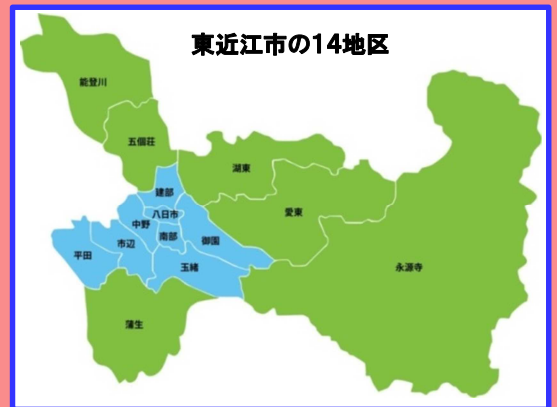 東近江市の14地区
能登川
五個荘
湖東
建部
愛東
八日市
中野
南部
御園
市辺
平田
玉緒
永源寺
蒲生